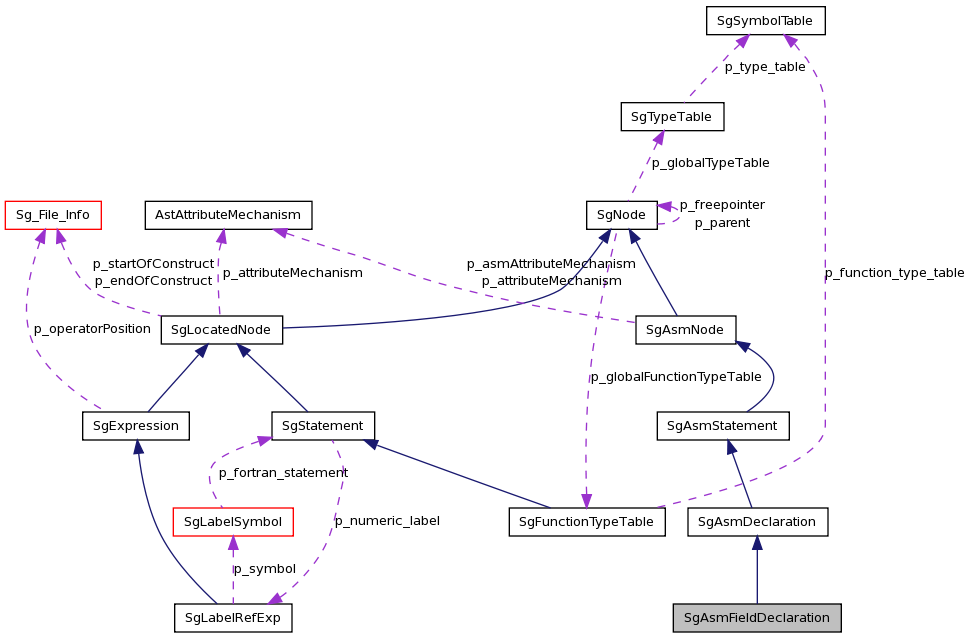 SgSymbolTable
p_type_table
SgTypeTable
p_globalTypeTable
Sg_File_Info
AstAttributeMechanism
SgNode
p_freepointer
p_parent
p_startOfConstruct
p_endOfConstruct
p_attributeMechanism
p_asmAttributeMechanism
p_attributeMechanism
p_function_type_table
p_operatorPosition
SgLocatedNode
SgAsmNode
p_globalFunctionTypeTable
SgExpression
SgStatement
SgAsmStatement
p_fortran_statement
SgLabelSymbol
p_numeric_label
SgFunctionTypeTable
SgAsmDeclaration
p_symbol
SgLabelRefExp
SgAsmFieldDeclaration